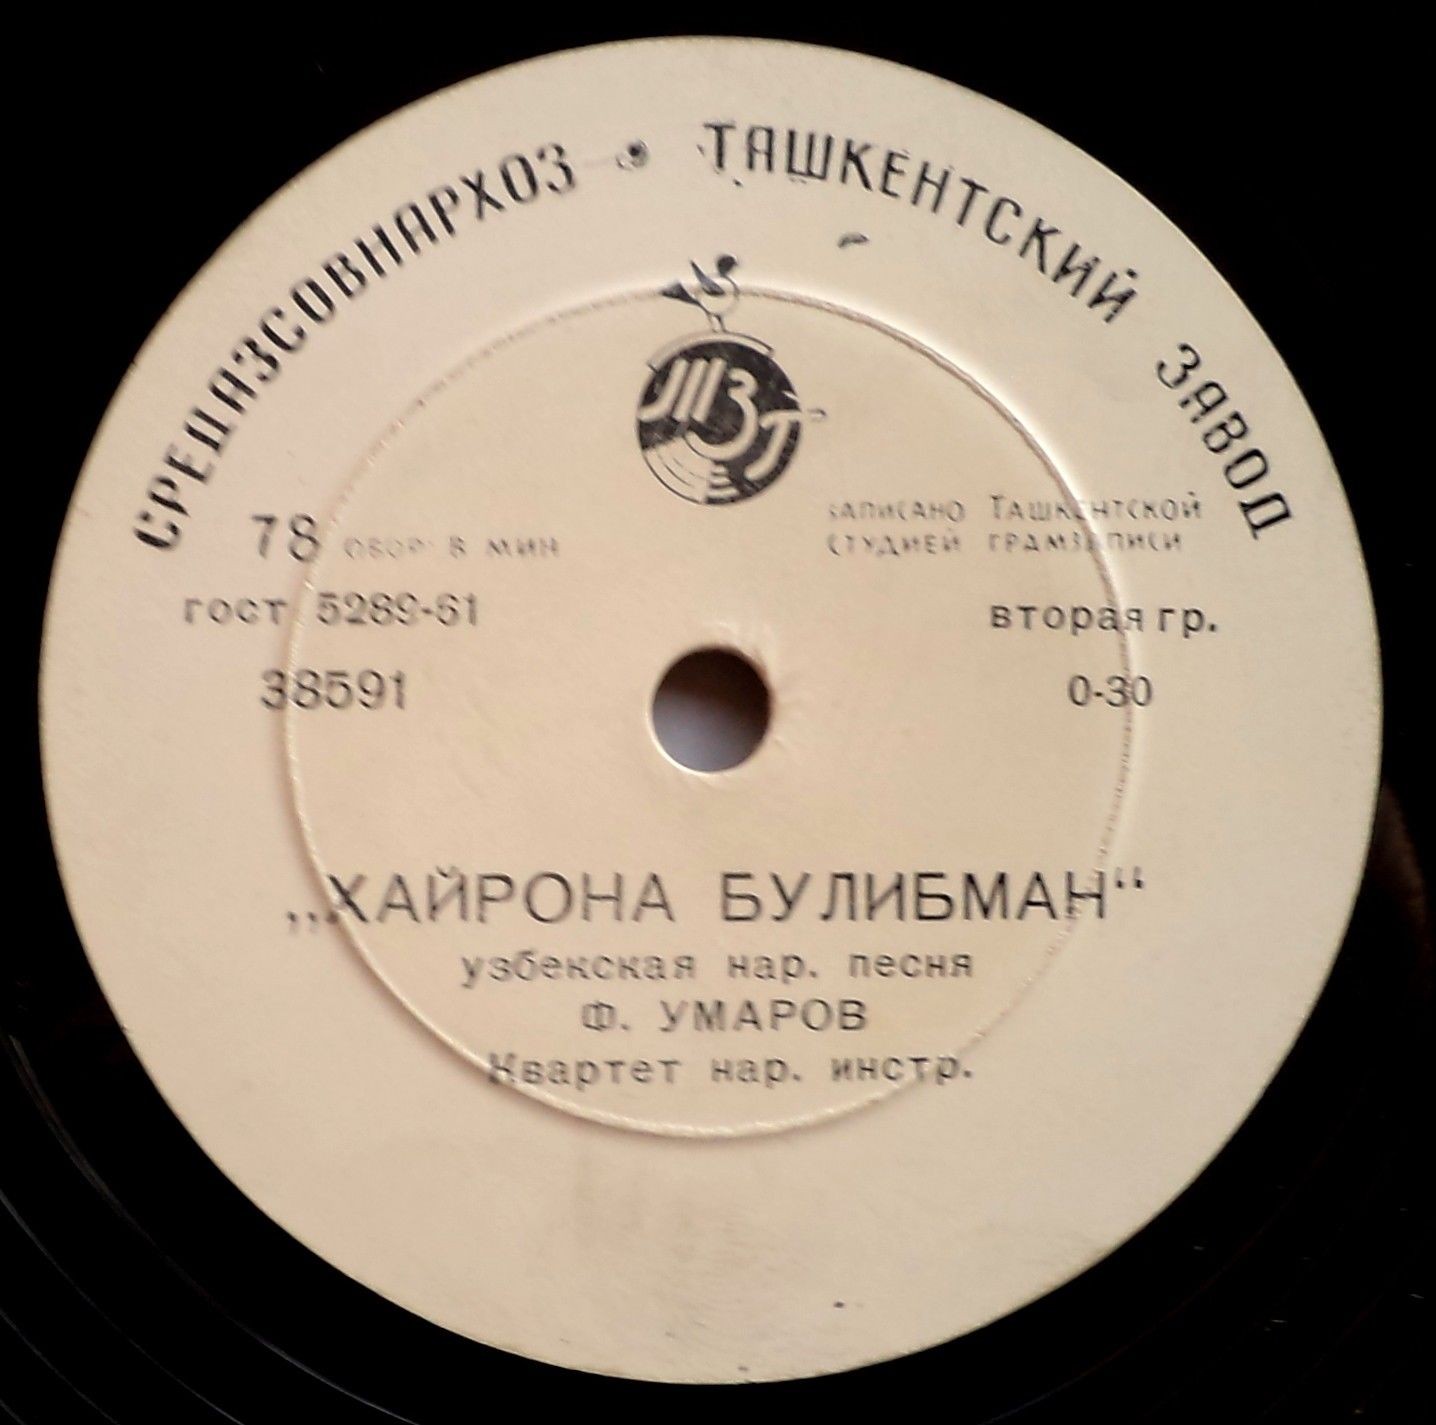 СРЕДАЗСОВНАРХОЗ • ТАШКЕНТСКИЙ ЗАВОД
ТЗГ
78 ОБОР. В МИН
ЗАПИСАНО ТАШКЕНТСКОЙ
СТУДИЕЙ ГРАМЗАПИСИ
ГОСТ 5289-61
вторая гр.
38591
0-30
„ХАЙРОНА БУЛИБМАН“
узбекская нар. песня
Ф. УМАРОВ
Квартет нар. инстр.